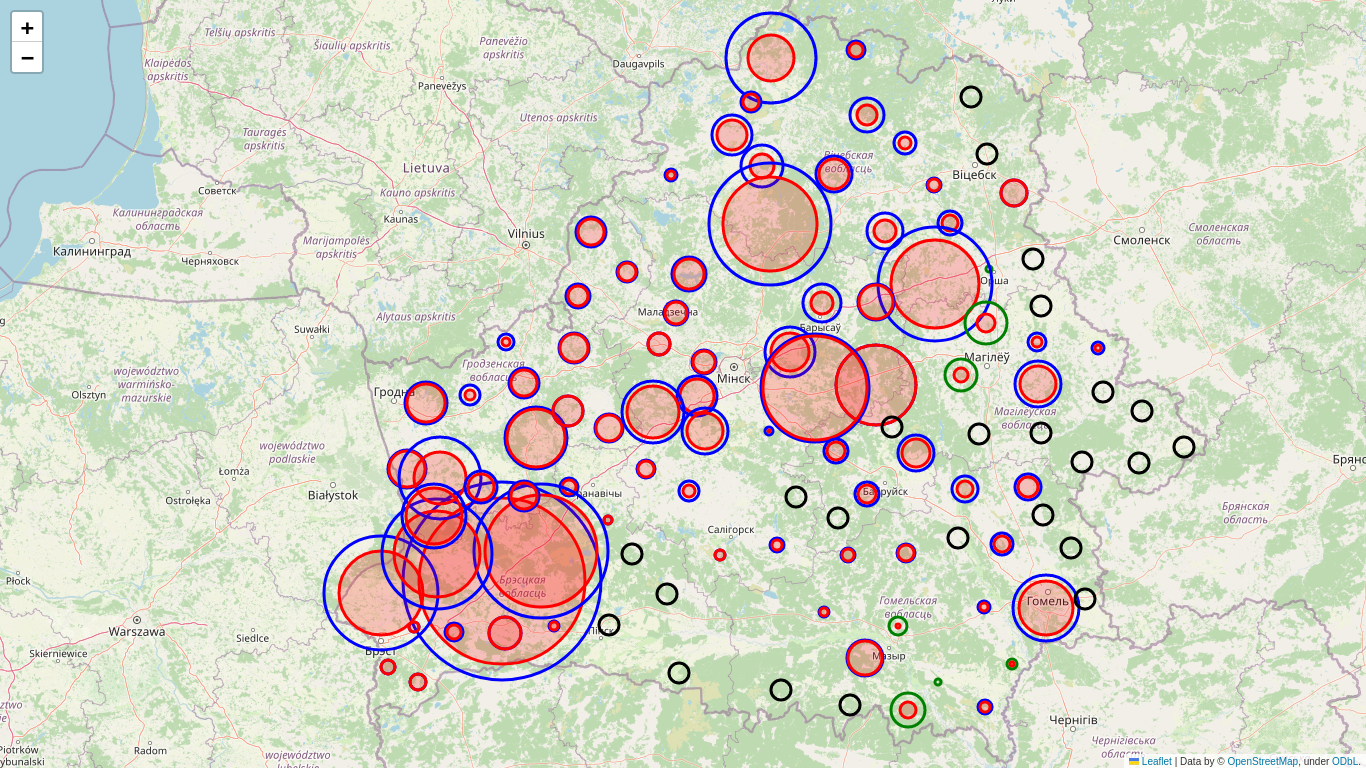 +
−
Telšių apskritis
Šiaulių apskritis
Panevėžio
apskritis
Daugavpils
Klaipėdos
apskritis
Panevėžys
Utenos apskritis
Tauragės
apskritis
Lietuva
Віцебская
вобласць
Віцебск
Советск
Kauno apskritis
Калининградская
область
Kaunas
Vilnius
Marijampolės
apskritis
Калининград
Черняховск
Смоленск
Смоленская
область
Орша
Alytaus apskritis
Маладзечна
Suwałki
Барысаў
Гродзенская
вобласць
Мінск
Магілёў
województwo
warmińsko-
mazurskie
Olsztyn
Гродна
Магілеўская
вобласць
województwo
podlaskie
Łomża
Białystok
Ostrołęka
Баранавічы
Бабруйск
Салігорск
Брянская
область
Płock
Брэсцкая
вобласць
Гомельская
вобласць
Гомель
Warszawa
Siedlce
Пінск
Skierniewice
Брэст
Мазыр
Чернігів
Чернігівська
область
Radom
województwo
lubelskie
Piotrków
Leaflet | Data by © OpenStreetMap, under ODbL.